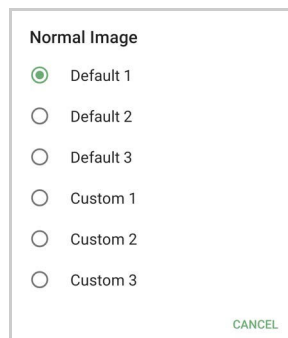 Normal Image
Default 1
Default 2
Default 3
Custom 1
Custom 2
Custom 3
CANCEL